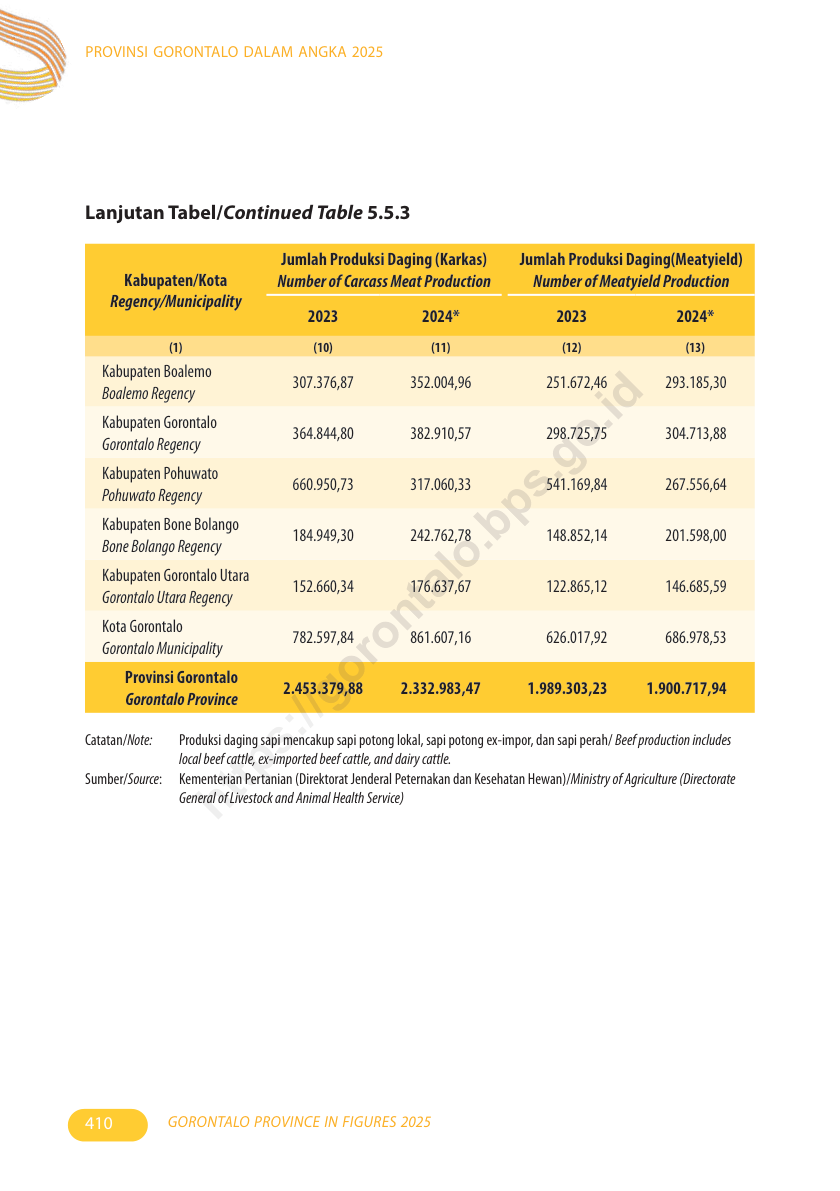 PROVINSI GORONTALO DALAM ANGKA 2025
Lanjutan Tabel/Continued Table 5.5.3
Kabupaten/Kota
Regency/Municipality
Jumlah Produksi Daging (Karkas)
Number of Carcass Meat Production
Jumlah Produksi Daging(Meatyield)
Number of Meatyield Production
2023 2024* 2023 2024*
(1) (10) (11) (12) (13)
Kabupaten Boalemo
Boalemo Regency
307.376,87 352.004,96 251.672,46 293.185,30
Kabupaten Gorontalo
Gorontalo Regency
364.844,80 382.910,57 298.725,75 304.713,88
Kabupaten Pohuwato
Pohuwato Regency
660.950,73 317.060,33 541.169,84 267.556,64
Kabupaten Bone Bolango
Bone Bolango Regency
184.949,30 242.762,78 148.852,14 201.598,00
Kabupaten Gorontalo Utara
Gorontalo Utara Regency
152.660,34 176.637,67 122.865,12 146.685,59
Kota Gorontalo
Gorontalo Municipality
782.597,84 861.607,16 626.017,92 686.978,53
Provinsi Gorontalo
Gorontalo Province
2.453.379,88 2.332.983,47 1.989.303,23 1.900.717,94
Catatan/Note: Produksi daging sapi mencakup sapi potong lokal, sapi potong ex-impor, dan sapi perah/ Beef production includes
local beef cattle, ex-imported beef cattle, and dairy cattle.
Sumber/Source: Kementerian Pertanian (Direktorat Jenderal Peternakan dan Kesehatan Hewan)/Ministry of Agriculture (Directorate
General of Livestock and Animal Health Service)
https://gorontalo.bps.go.id
410 GORONTALO PROVINCE IN FIGURES 2025